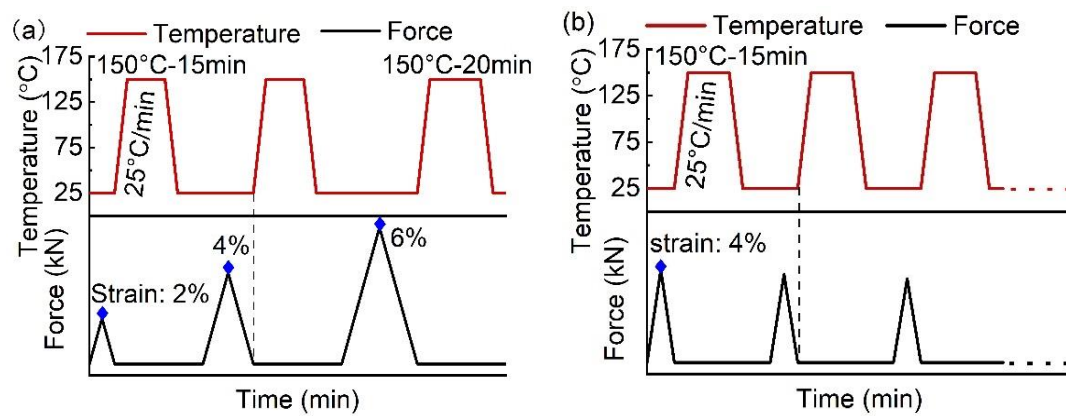 (a)
Temperature
Force
Temperature (°C)
175
125
75
25
150°C-15min
150°C-20min
25°C/min
Force (kN)
Strain: 2%
4%
6%
Time (min)
(b)
Temperature
Force
Temperature (°C)
175
125
75
25
150°C-15min
25°C/min
Force (kN)
strain: 4%
Time (min)